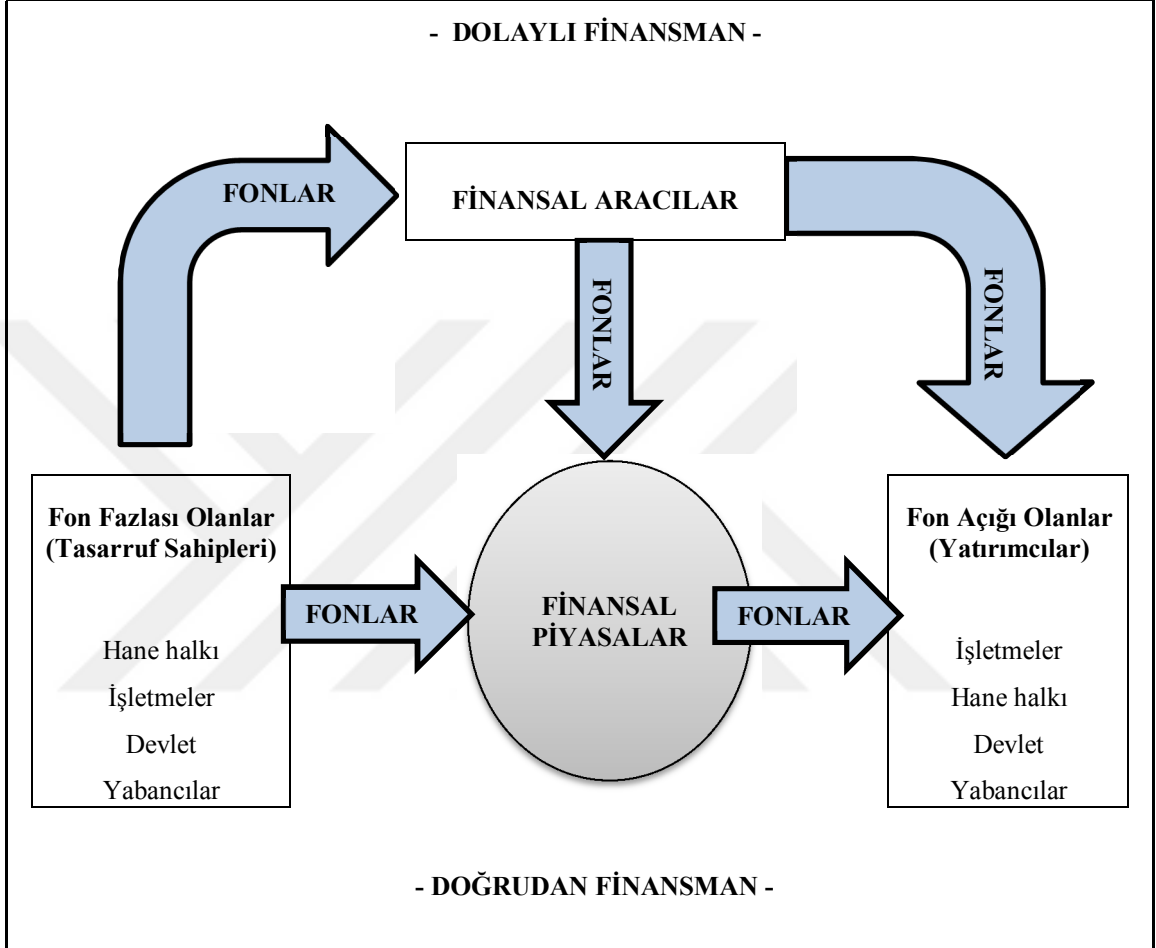 - DOLAYLI FİNANSMAN -
FONLAR
FİNANSAL ARACILAR
FONLAR
FONLAR
Fon Fazlası Olanlar
(Tasarruf Sahipleri)
Hane halkı
İşletmeler
Devlet
Yabancılar
FONLAR
FİNANSAL
PİYASALAR
FONLAR
Fon Açığı Olanlar
(Yatırımcılar)
İşletmeler
Hane halkı
Devlet
Yabancılar
- DOĞRUDAN FİNANSMAN -